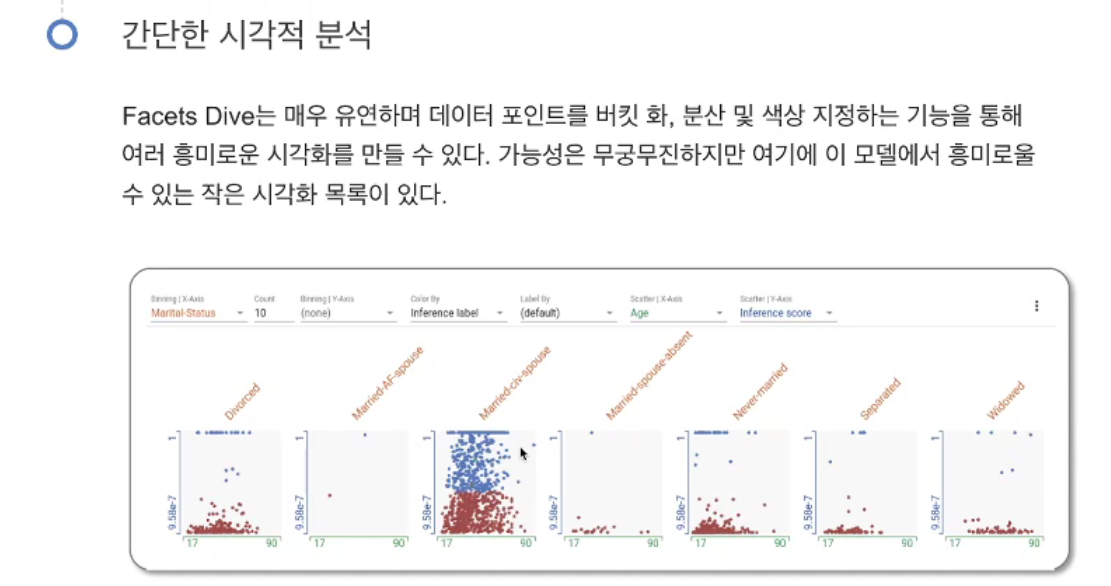 간단한 시각적 분석
Facets Dive는 매우 유연하며 데이터 포인트를 버킷 화, 분산 및 색상 지정하는 기능을 통해
여러 흥미로운 시각화를 만들 수 있다. 가능성은 무궁무진하지만 여기에 이 모델에서 흥미로울
수 있는 작은 시각화 목록이 있다.
Binning | X-Axis Count Binning | Y-Axis Color By Label By Scatter | X-Axis Scatter | Y-Axis
Marital-Status 10 (none) Inference label (default) Age Inference score
Divorced Married-AF-spouse Married-civ-spouse Married-spouse-absent Never-married Separated Widowed
1 1 1 1 1 1 1
9.58e-7 9.58e-7 9.58e-7 9.58e-7 9.58e-7 9.58e-7 9.58e-7
17 90 17 90 17 90 17 90 17 90 17 90 17 90